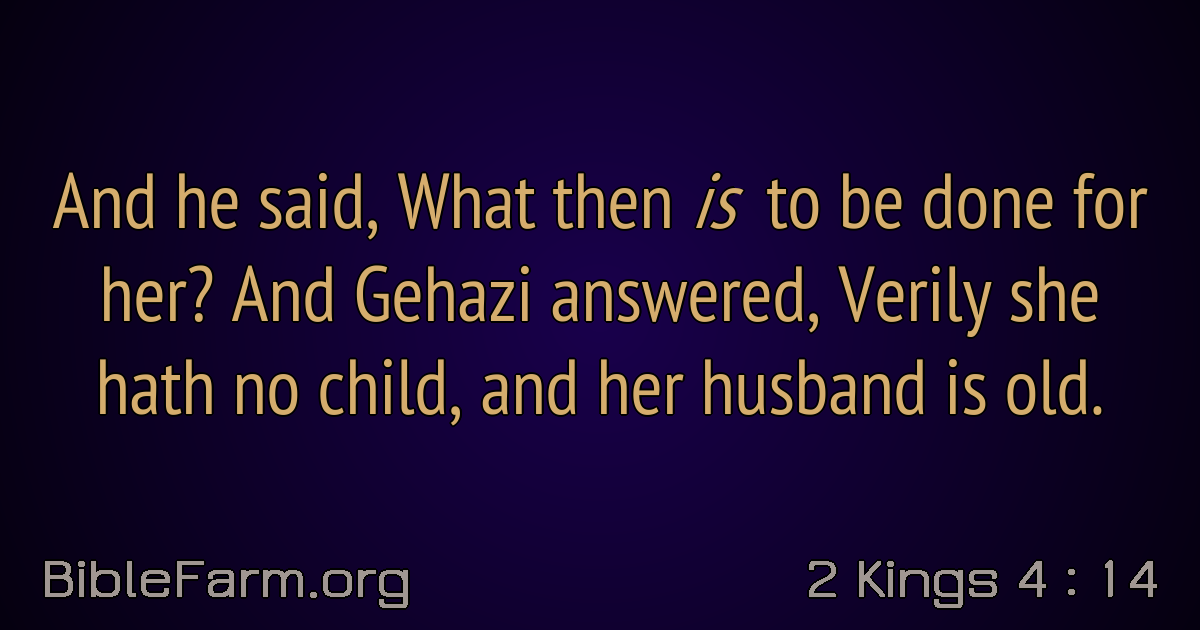 And he said, What then is to be done for
her? And Gehazi answered, Verily she
hath no child, and her husband is old.
BibleFarm.org
2 Kings 4 : 14